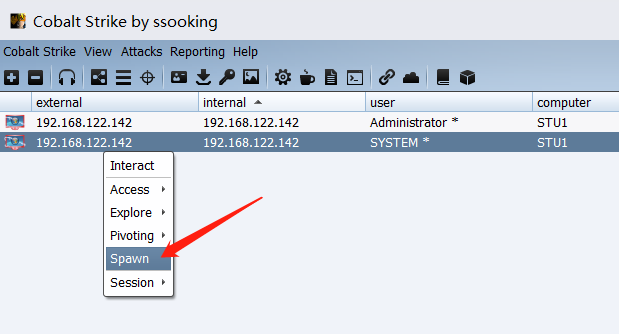 Cobalt Strike by ssooking
Cobalt Strike View Attacks Reporting Help
external internal user computer
192.168.122.142 192.168.122.142 Administrator * STU1
192.168.122.142 192.168.122.142 SYSTEM * STU1
Interact
Access
Explore
Pivoting
Spawn
Session